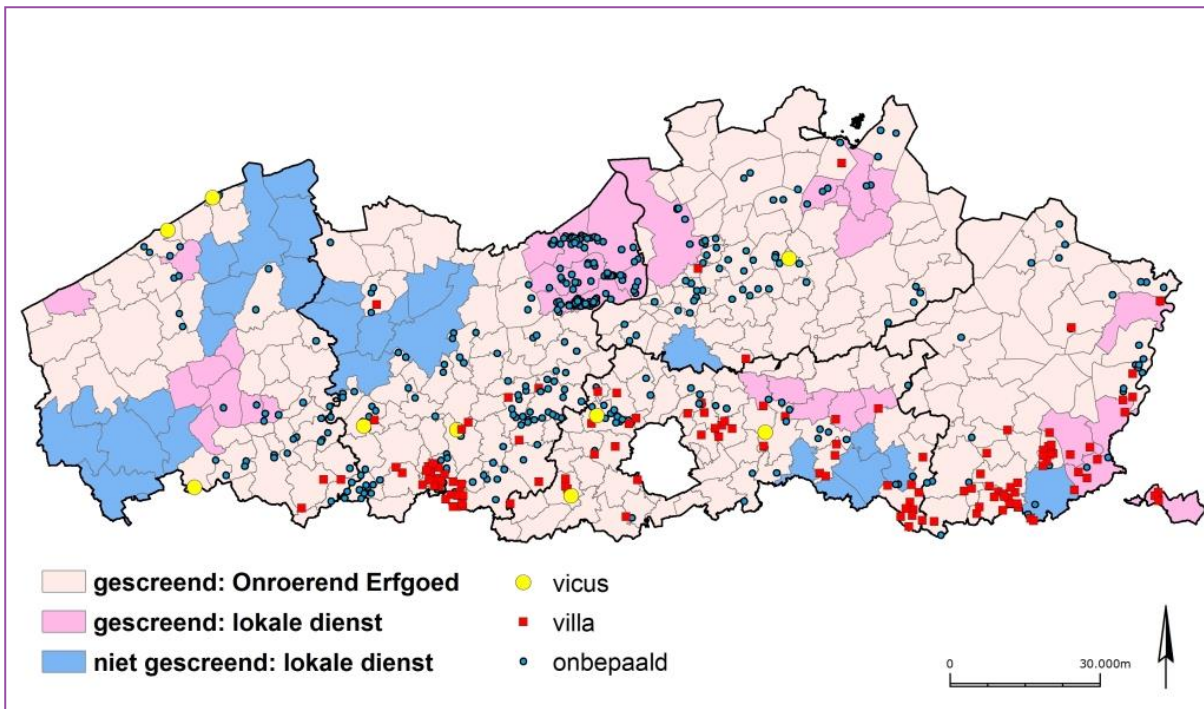 gescreend: Onroerend Erfgoed
gescreend: lokale dienst
niet gescreend: lokale dienst
vicus
villa
onbepaald
0 30.000m